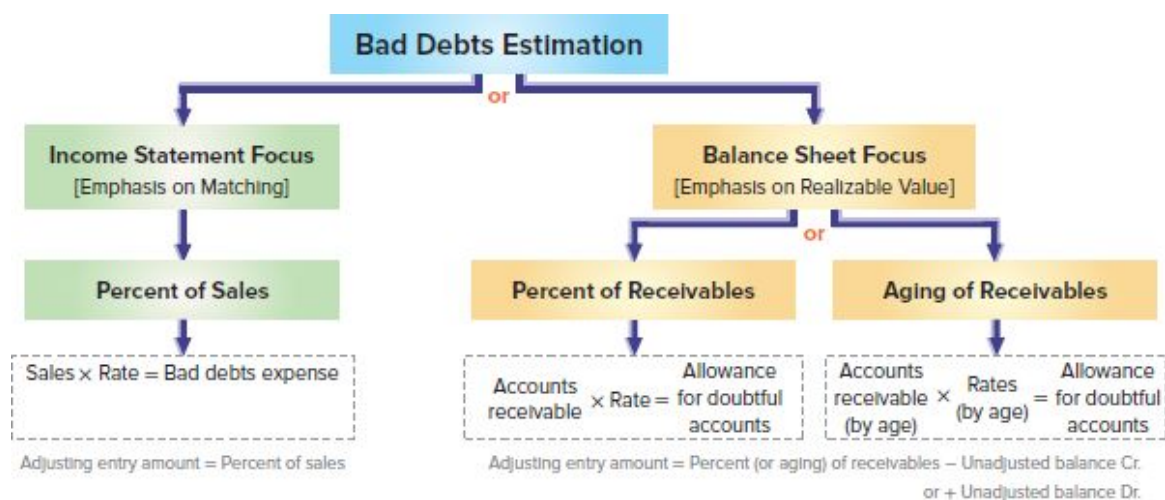 Bad Debts Estimation
or
Income Statement Focus
[Emphasis on Matching]
Balance Sheet Focus
[Emphasis on Realizable Value]
or
Percent of Sales
Percent of Receivables
Aging of Receivables
Sales × Rate = Bad debts expense
Accounts
receivable
× Rate =
Allowance
for doubtful
accounts
Accounts
receivable
(by age)
×
Rates
(by age)
=
Allowance
for doubtful
accounts
Adjusting entry amount = Percent of sales
Adjusting entry amount = Percent (or aging) of receivables – Unadjusted balance Cr.
or + Unadjusted balance Dr.